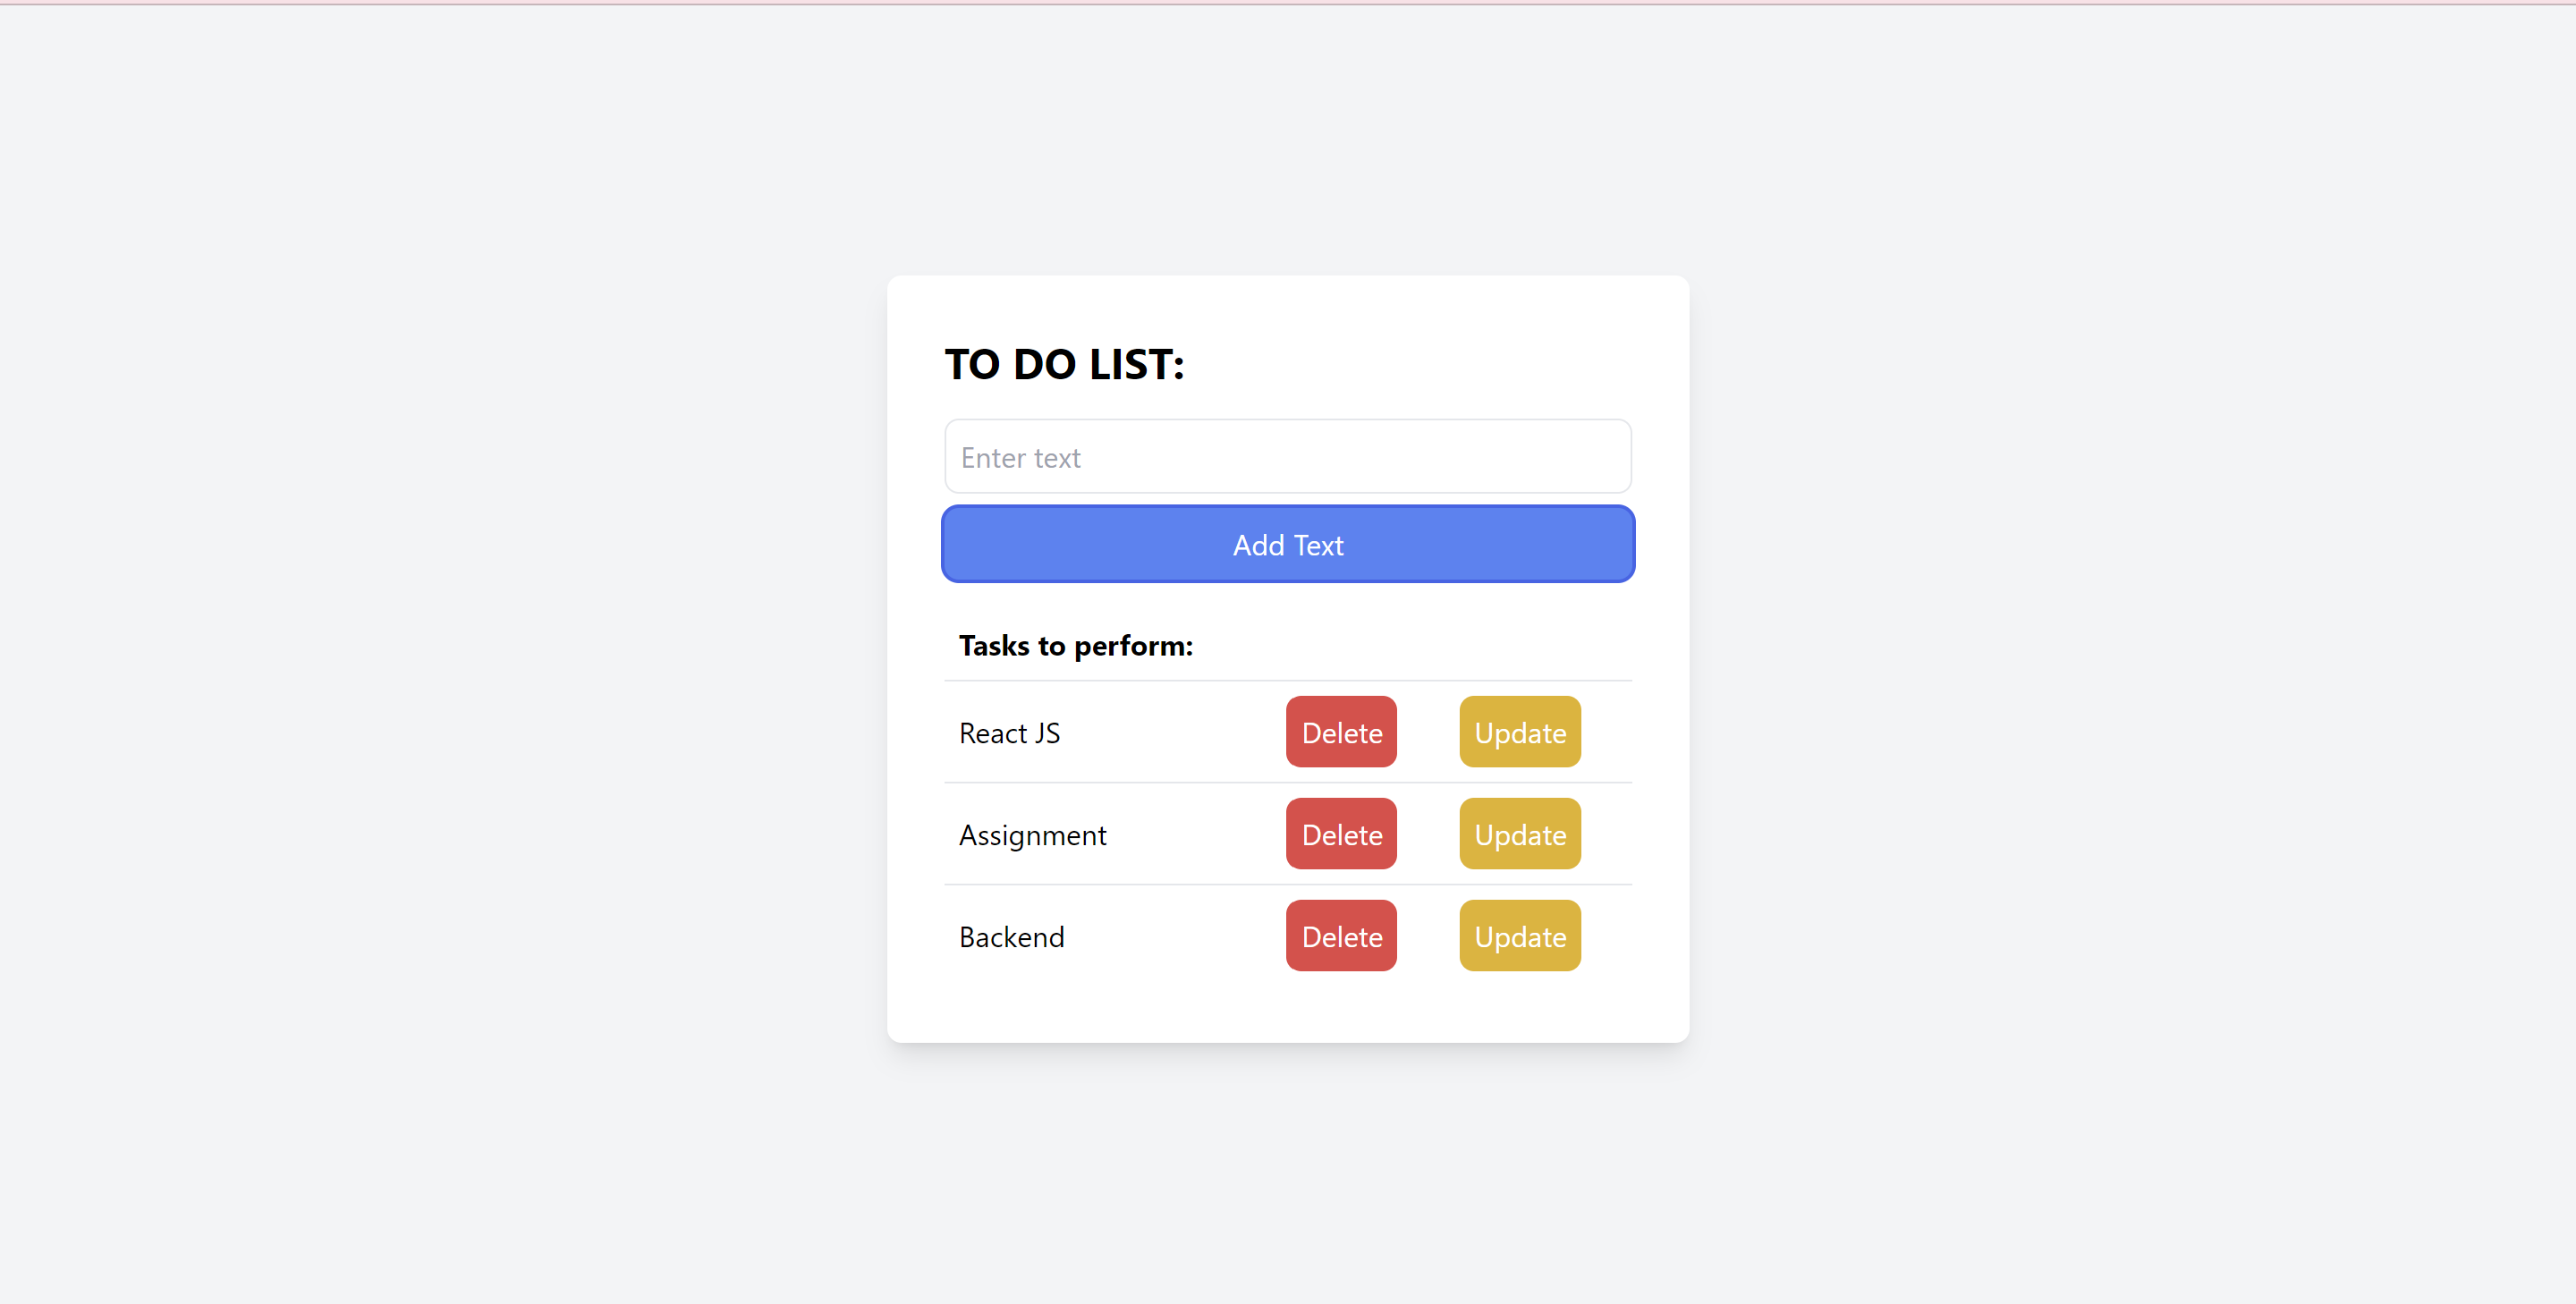 TO DO LIST:
Enter text
Add Text
Tasks to perform:
React JS Delete Update
Assignment Delete Update
Backend Delete Update